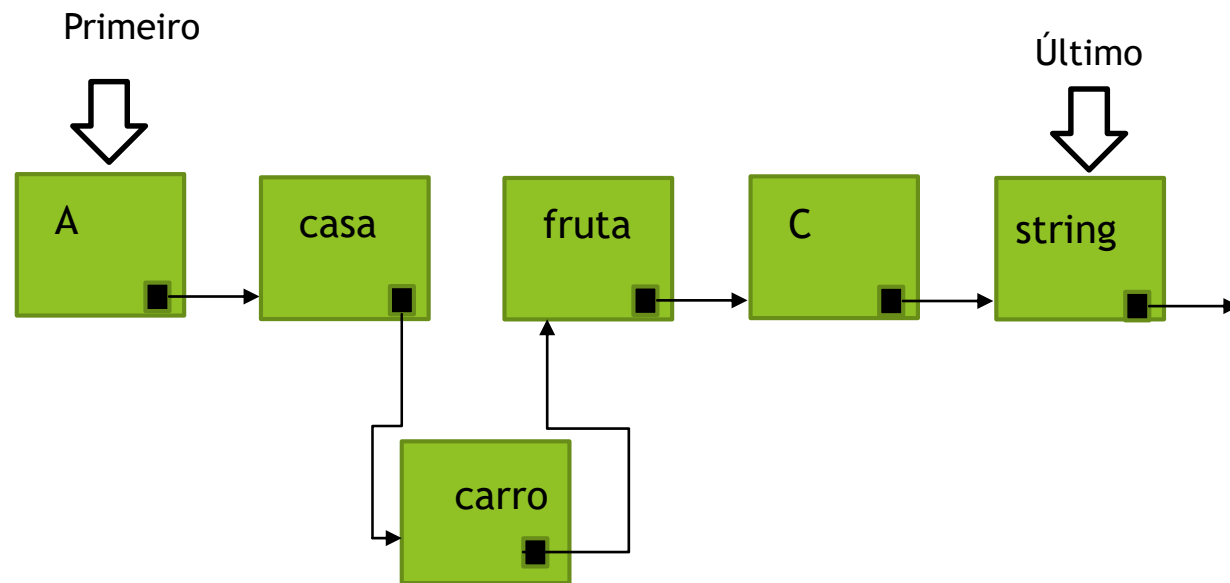 Primeiro
Último
A
casa
fruta
C
string
carro